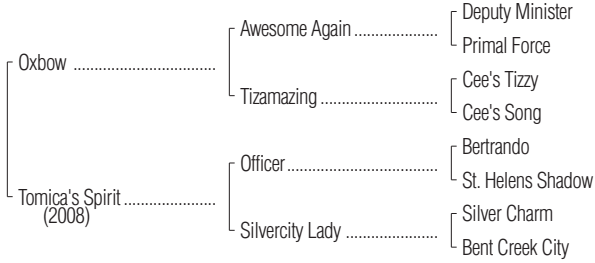 Deputy Minister
Awesome Again ....................
Primal Force
Oxbow ..................................
Cee's Tizzy
Tizamazing ............................
Cee's Song
Bertrando
Officer....................................
St. Helens Shadow
Tomica's Spirit ......................
(2008)
Silver Charm
Silvercity Lady ......................
Bent Creek City